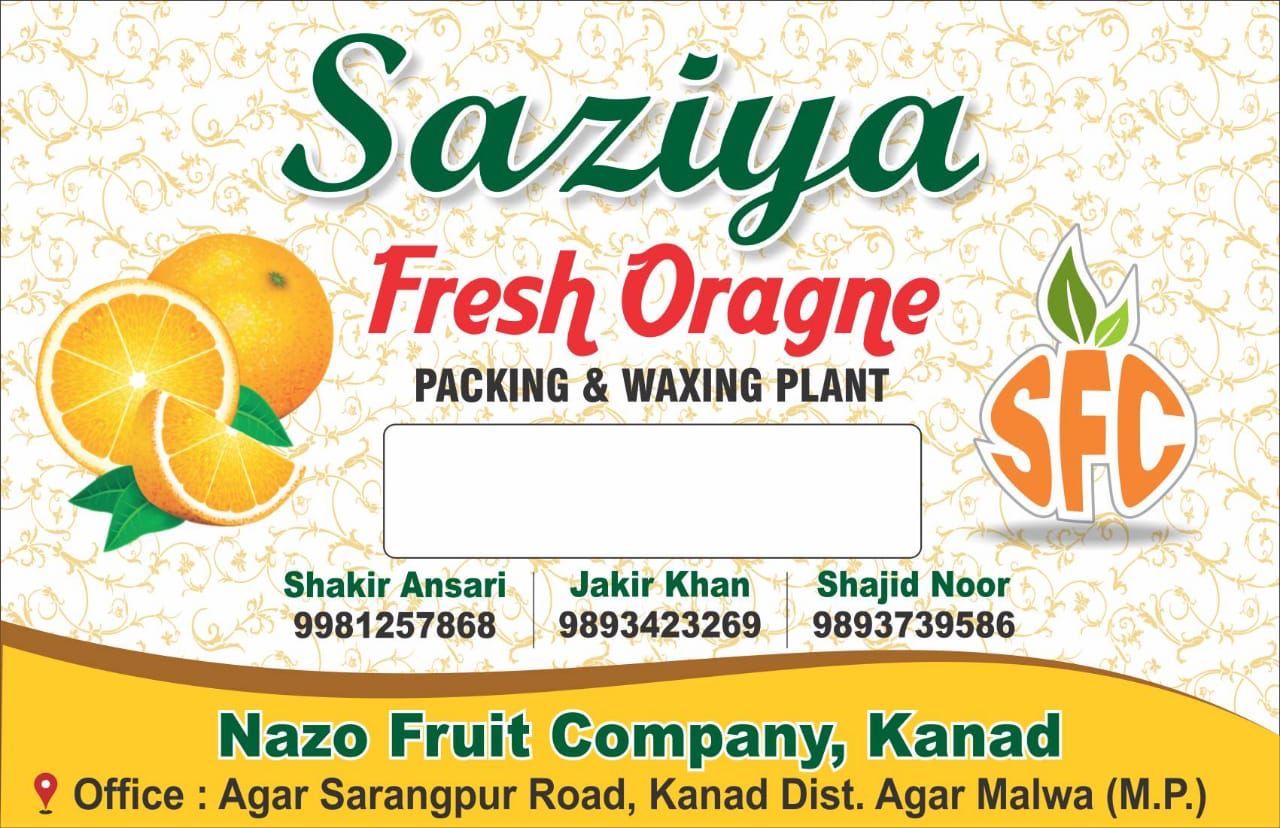 Saziya
Fresh Oragne
PACKING & WAXING PLANT
SFC
Shakir Ansari
9981257868
Jakir Khan
9893423269
Shajid Noor
9893739586
Nazo Fruit Company, Kanad
Office : Agar Sarangpur Road, Kanad Dist. Agar Malwa (M.P.)